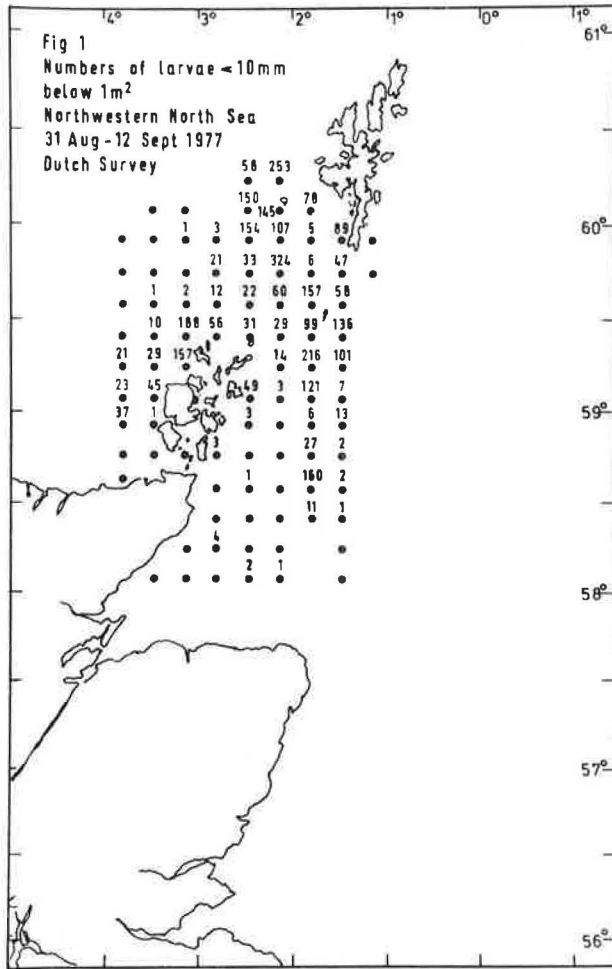 4° 3° 2° 1° 0° 1°
61°
Fig 1
Numbers of larvae < 10mm
below 1m²
Northwestern North Sea
31 Aug - 12 Sept 1977
Dutch Survey
58 253
150 78
145
60°
1 3 154 107 5 89
21 33 324 6 47
1 2 12 22 60 157 58
10 188 56 31 29 99 136
21 29 157 14 216 101
23 45 49 3 121 7
59°
37 1 3 6 13
3 27 2
1 160 2
11 1
4
2 1
58°
57°
56°